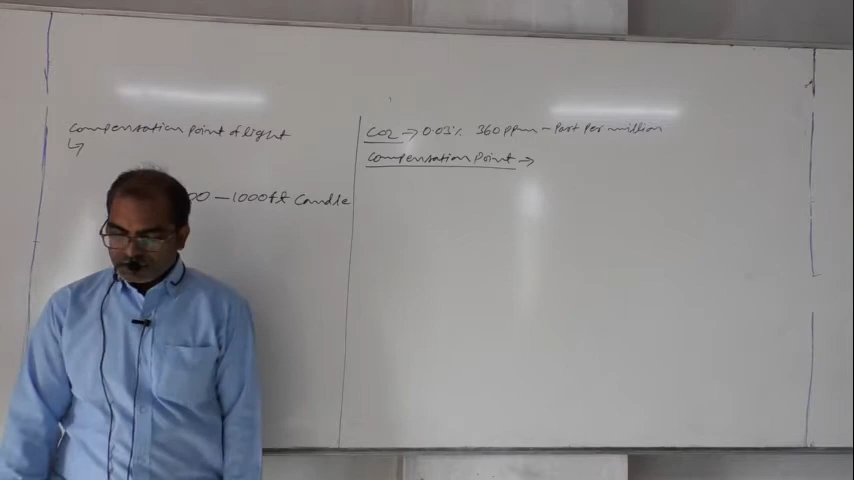 Compensation point of light
↳
00 – 1000 ft Candle
CO2 → 0.03% 360 ppm – Part Per million
Compensation Point →